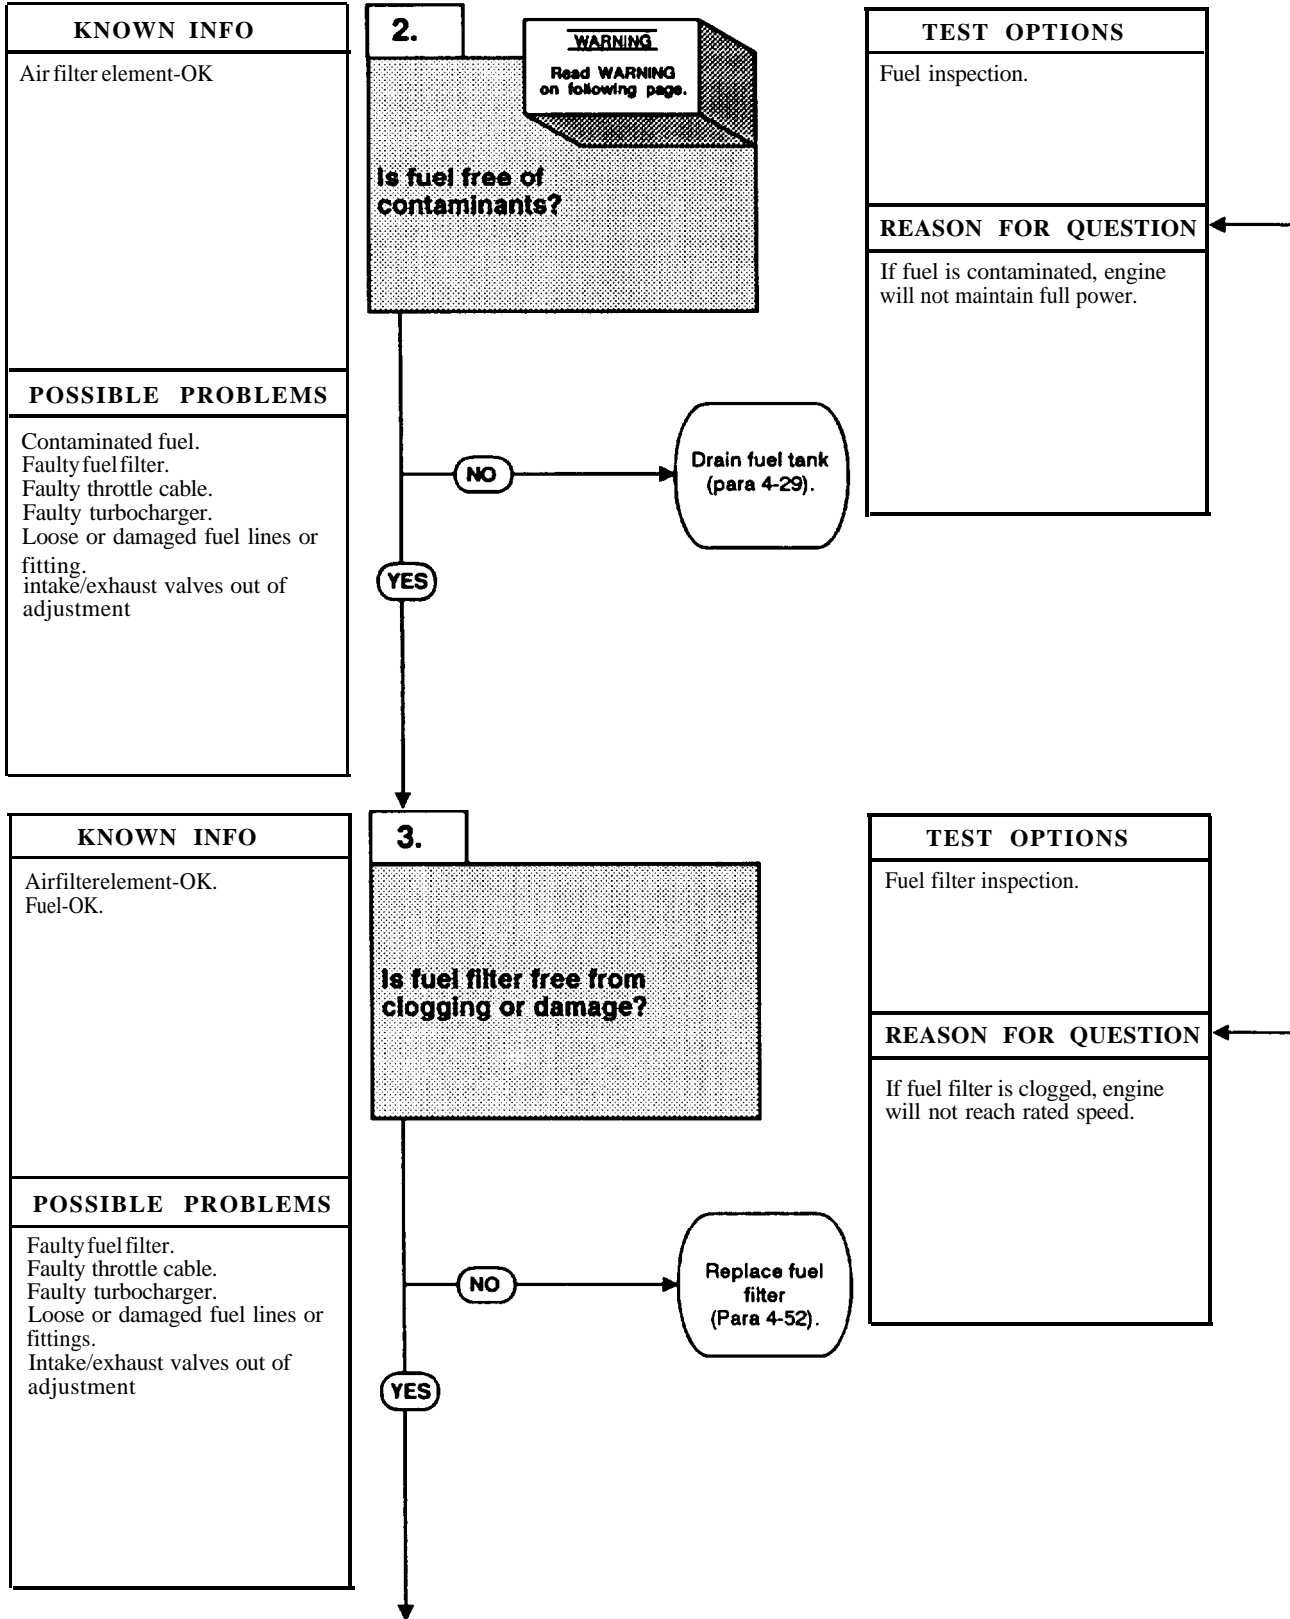 KNOWN INFO
Air filter element-OK
POSSIBLE PROBLEMS
Contaminated fuel.
Faulty fuel filter.
Faulty throttle cable.
Faulty turbocharger.
Loose or damaged fuel lines or
fitting.
intake/exhaust valves out of
adjustment
2.
WARNING
Read WARNING
on following page.
Is fuel free of
contaminants?
NO
Drain fuel tank
(para 4-29).
YES
TEST OPTIONS
Fuel inspection.
REASON FOR QUESTION
If fuel is contaminated, engine
will not maintain full power.
KNOWN INFO
Airfilterelement-OK.
Fuel-OK.
POSSIBLE PROBLEMS
Faulty fuel filter.
Faulty throttle cable.
Faulty turbocharger.
Loose or damaged fuel lines or
fittings.
Intake/exhaust valves out of
adjustment
3.
Is fuel filter free from
clogging or damage?
NO
Replace fuel
filter
(Para 4-52).
YES
TEST OPTIONS
Fuel filter inspection.
REASON FOR QUESTION
If fuel filter is clogged, engine
will not reach rated speed.